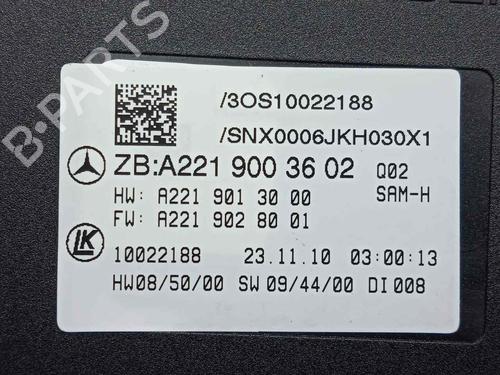 /3OS10022188
/SNX0006JKH030X1
ZB:A221 900 36 02 Q02
HW: A221 901 30 00 SAM-H
FW: A221 902 80 01
LK
10022188 23.11.10 03:00:13
HW08/50/00 SW 09/44/00 DI 008
B-PARTS